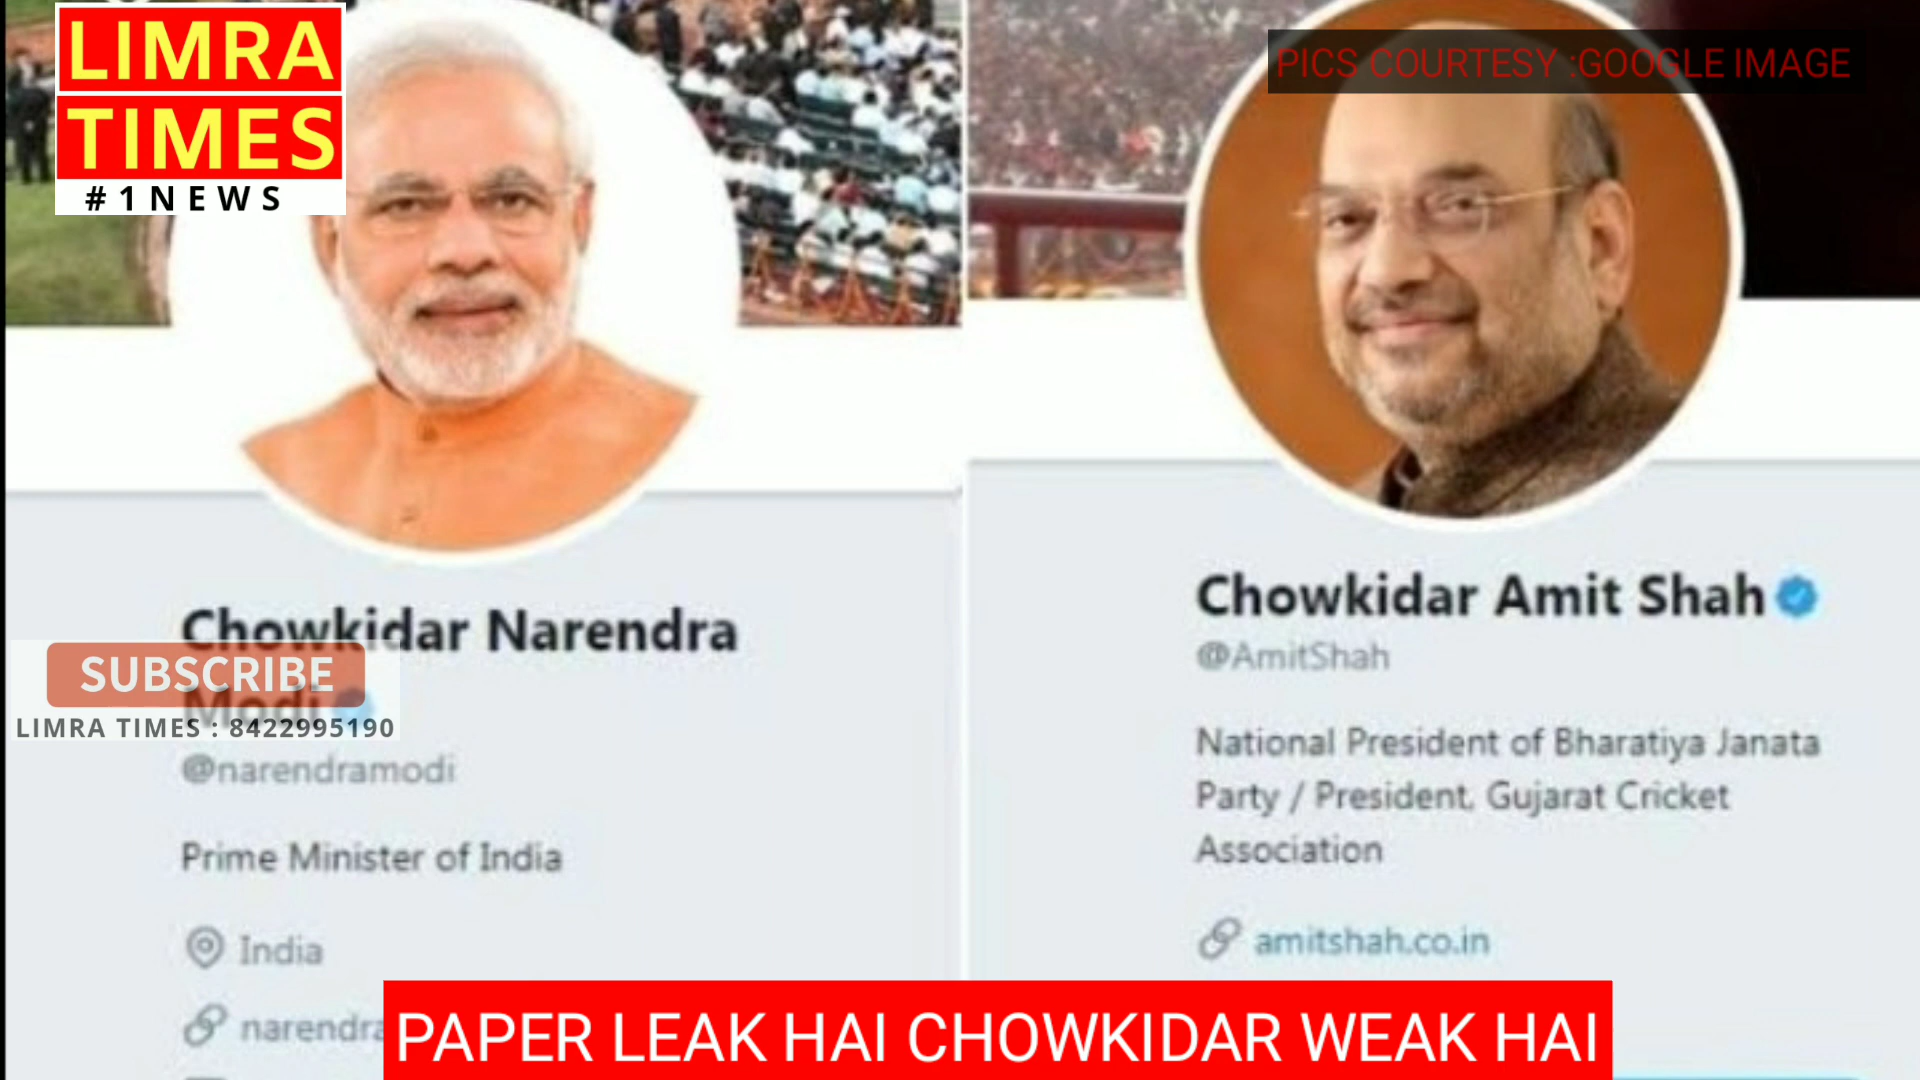 LIMRA
TIMES
#1NEWS
PICS COURTESY :GOOGLE IMAGE
Chowkidar Narendra
Modi
@narendramodi
Prime Minister of India
India
narendra
SUBSCRIBE
LIMRA TIMES : 8422995190
Chowkidar Amit Shah
@AmitShah
National President of Bharatiya Janata
Party / President, Gujarat Cricket
Association
amitshah.co.in
PAPER LEAK HAI CHOWKIDAR WEAK HAI